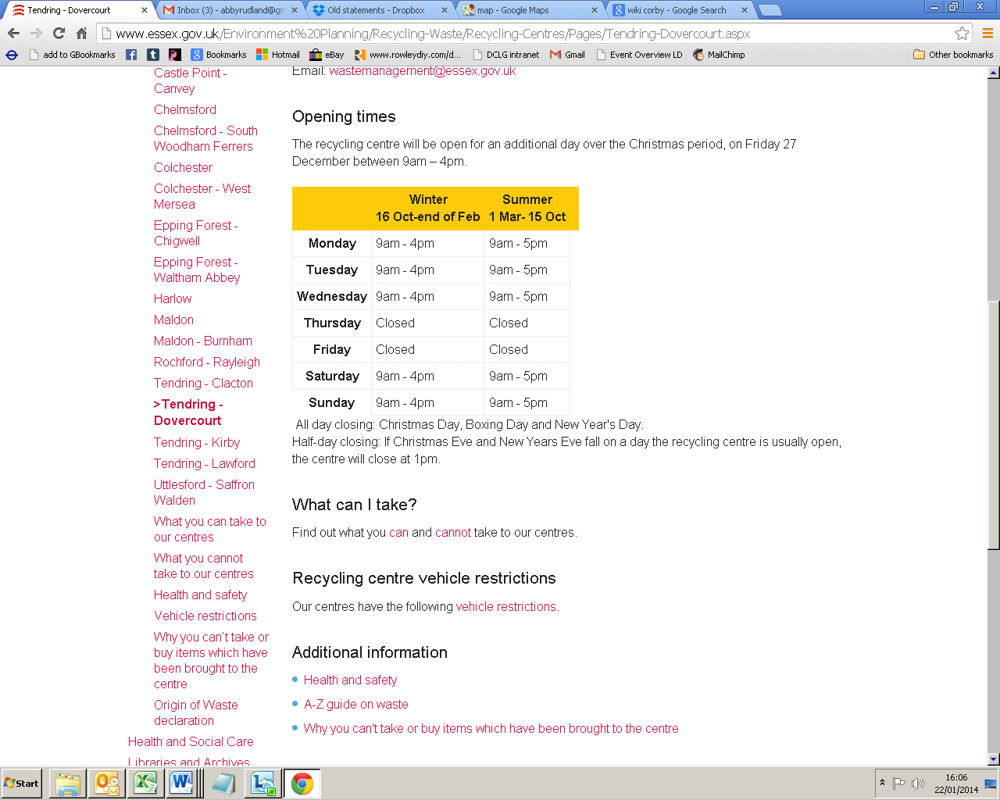 Tendring - Dovercourt
Inbox (3) - abbyrudland@gm
Old statements - Dropbox
map - Google Maps
wiki corby - Google Search
www.essex.gov.uk/Environment%20Planning/Recycling-Waste/Recycling-Centres/Pages/Tendring-Dovercourt.aspx
add to GBookmarks
Bookmarks
Hotmail
eBay
www.rowleydiy.com/d...
DCLG intranet
Gmail
Event Overview LD
MailChimp
Other bookmarks
Castle Point -
Canvey
Chelmsford
Chelmsford - South
Woodham Ferrers
Colchester
Colchester - West
Mersea
Epping Forest -
Chigwell
Epping Forest -
Waltham Abbey
Harlow
Maldon
Maldon - Burnham
Rochford - Rayleigh
Tendring - Clacton
>Tendring -
Dovercourt
Tendring - Kirby
Tendring - Lawford
Uttlesford - Saffron
Walden
What you can take to
our centres
What you cannot
take to our centres
Health and safety
Vehicle restrictions
Why you can't take or
buy items which have
been brought to the
centre
Origin of Waste
declaration
Health and Social Care
Libraries and Archives
Email: wastemanagement@essex.gov.uk
Opening times
The recycling centre will be open for an additional day over the Christmas period, on Friday 27
December between 9am – 4pm.
Winter Summer
16 Oct-end of Feb 1 Mar- 15 Oct
Monday 9am - 4pm 9am - 5pm
Tuesday 9am - 4pm 9am - 5pm
Wednesday 9am - 4pm 9am - 5pm
Thursday Closed Closed
Friday Closed Closed
Saturday 9am - 4pm 9am - 5pm
Sunday 9am - 4pm 9am - 5pm
All day closing: Christmas Day, Boxing Day and New Year's Day.
Half-day closing: If Christmas Eve and New Years Eve fall on a day the recycling centre is usually open,
the centre will close at 1pm.
What can I take?
Find out what you can and cannot take to our centres.
Recycling centre vehicle restrictions
Our centres have the following vehicle restrictions.
Additional information
Health and safety
A-Z guide on waste
Why you can't take or buy items which have been brought to the centre
Start
16:06
22/01/2014